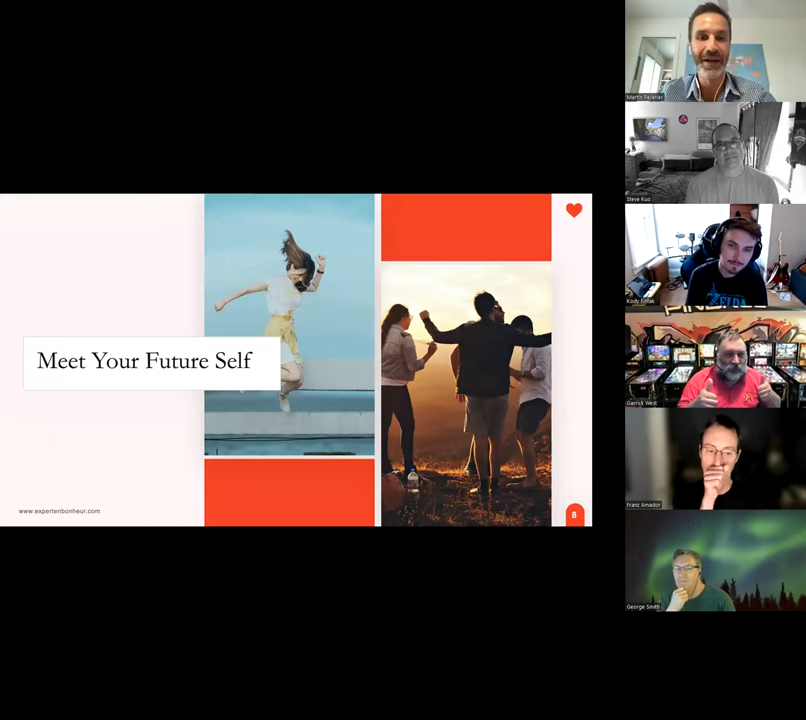 Meet Your Future Self
www.expertenbonheur.com
8
Martin Pelletier
Steve Kuo
Kody Fintak
ZELDA
Garrick West
Franz Amador
George Smith